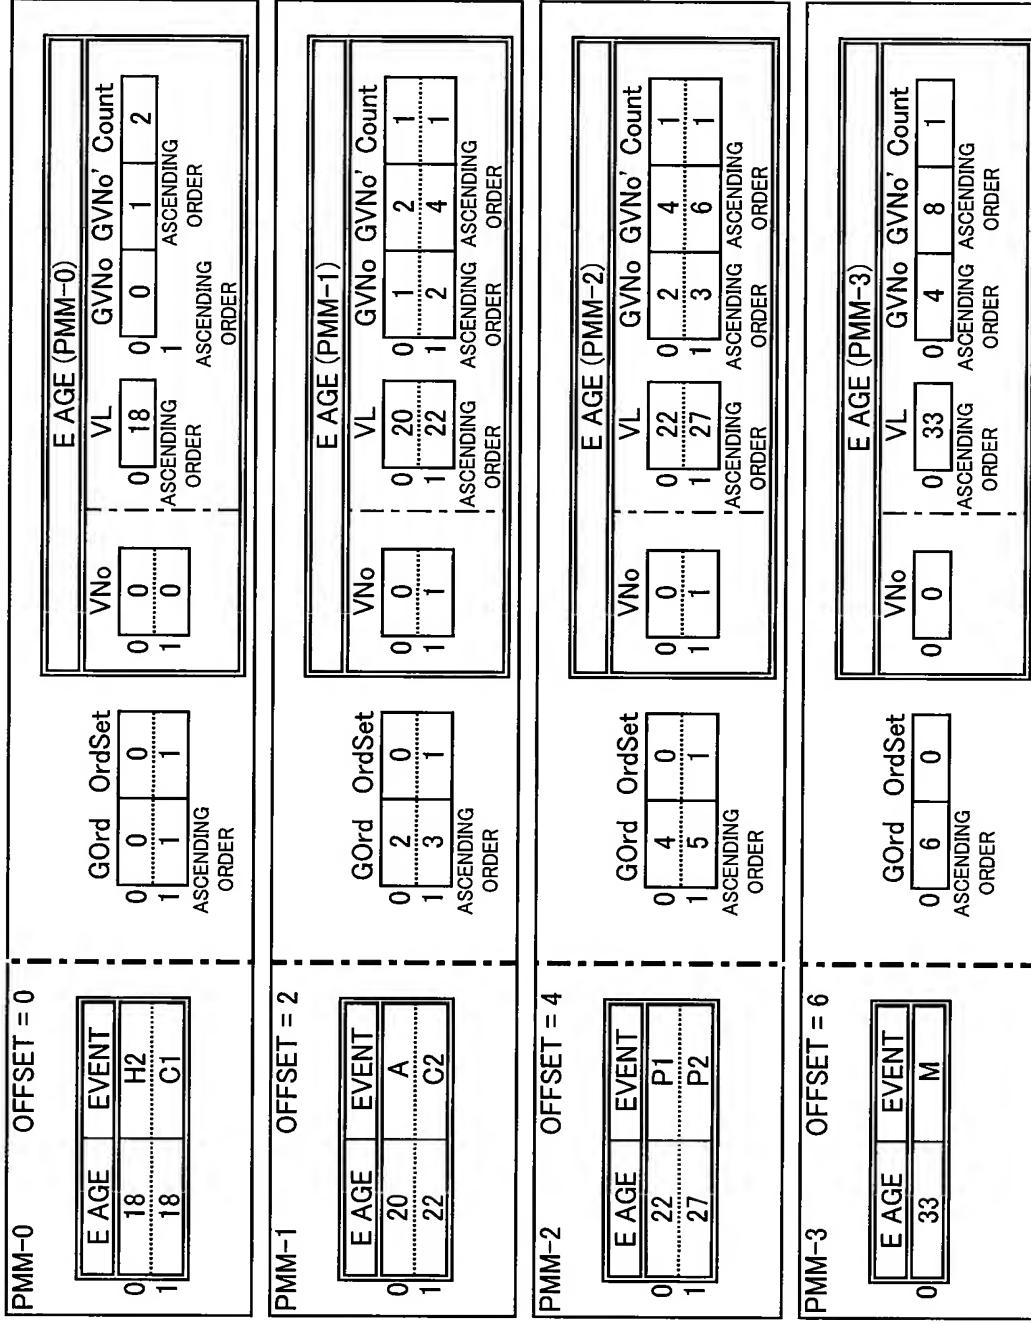 PMM-0 OFFSET = 0
E AGE EVENT
0 18 H2
1 18 C1
GOrd OrdSet
0 0 0
1 1 1
ASCENDING
ORDER
E AGE (PMM-0)
VNo VL GVNo GVNo' Count
0 0 0 18 0 0 1 2
1 0 1
ASCENDING ASCENDING ASCENDING
ORDER ORDER ORDER
PMM-1 OFFSET = 2
E AGE EVENT
0 20 A
1 22 C2
GOrd OrdSet
0 2 0
1 3 1
ASCENDING
ORDER
E AGE (PMM-1)
VNo VL GVNo GVNo' Count
0 0 0 20 0 1 2 1
1 1 1 22 1 2 4 1
ASCENDING ASCENDING ASCENDING
ORDER ORDER ORDER
PMM-2 OFFSET = 4
E AGE EVENT
0 22 P1
1 27 P2
GOrd OrdSet
0 4 0
1 5 1
ASCENDING
ORDER
E AGE (PMM-2)
VNo VL GVNo GVNo' Count
0 0 0 22 0 2 4 1
1 1 1 27 1 3 6 1
ASCENDING ASCENDING ASCENDING
ORDER ORDER ORDER
PMM-3 OFFSET = 6
E AGE EVENT
0 33 M
GOrd OrdSet
0 6 0
ASCENDING
ORDER
E AGE (PMM-3)
VNo VL GVNo GVNo' Count
0 0 0 33 0 4 8 1
ASCENDING ASCENDING ASCENDING
ORDER ORDER ORDER